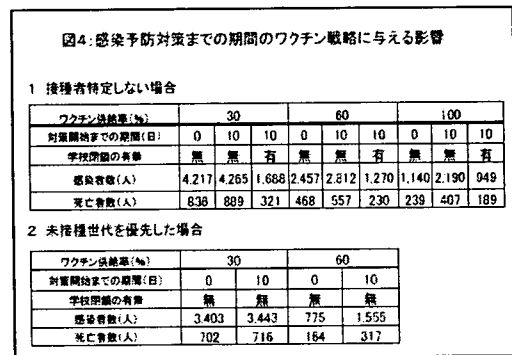 図4:感染予防対策までの期間のワクチン戦略に与える影響
1 接種者特定しない場合
ワクチン供給率(%) 30 60 100
対策開始までの期間(日) 0 10 10 0 10 10 0 10 10
学校閉鎖の有無 無 無 有 無 無 有 無 無 有
感染者数(人) 4,217 4,265 1,688 2,457 2,812 1,270 1,140 2,190 949
死亡者数(人) 838 889 321 468 557 230 239 407 189
2 未接種世代を優先した場合
ワクチン供給率(%) 30 60
対策開始までの期間(日) 0 10 0 10
学校閉鎖の有無 無 無 無 無
感染者数(人) 3,403 3,443 775 1,555
死亡者数(人) 702 716 164 317